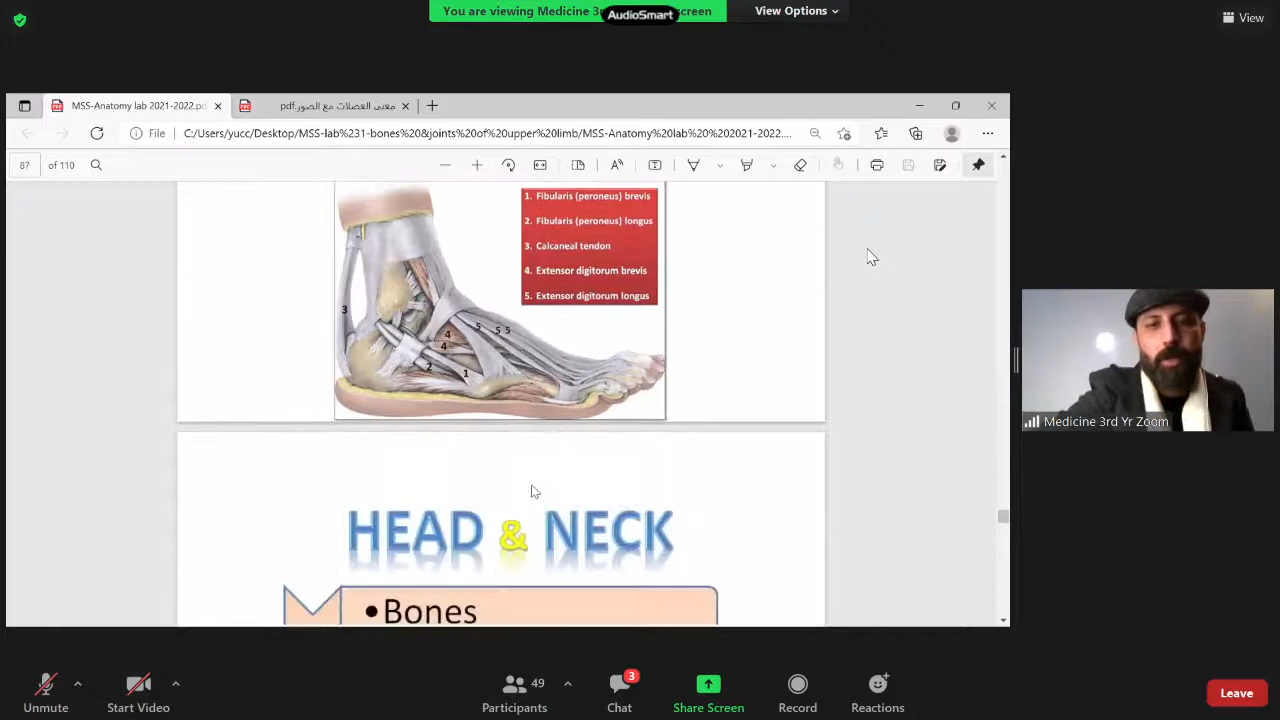 You are viewing Medicine 3r
AudioSmart
screen
View Options
View
MSS-Anatomy lab 2021-2022.pd
معنى العضلات مع الصور.pdf
File
C:/Users/yucc/Desktop/MSS-lab%231-bones%20&joints%20of%20upper%20limb/MSS-Anatomy%20lab%20%202021-2022....
87
of 110
1. Fibularis (peroneus) brevis
2. Fibularis (peroneus) longus
3. Calcaneal tendon
4. Extensor digitorum brevis
5. Extensor digitorum longus
3
5
5 5
4
4
2
1
HEAD & NECK
•Bones
Medicine 3rd Yr Zoom
Unmute
Start Video
49
Participants
3
Chat
Share Screen
Record
Reactions
Leave